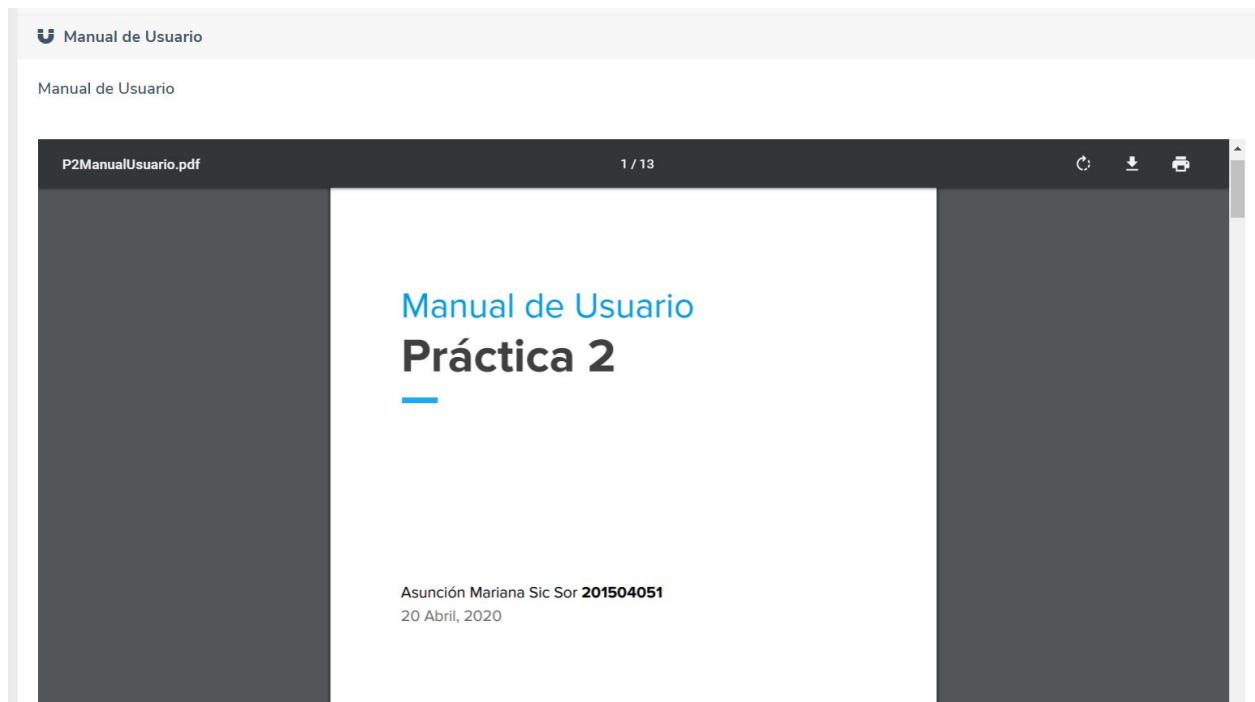 Manual de Usuario
Manual de Usuario
P2ManualUsuario.pdf 1 / 13
Manual de Usuario
Práctica 2
Asunción Mariana Sic Sor 201504051
20 Abril, 2020